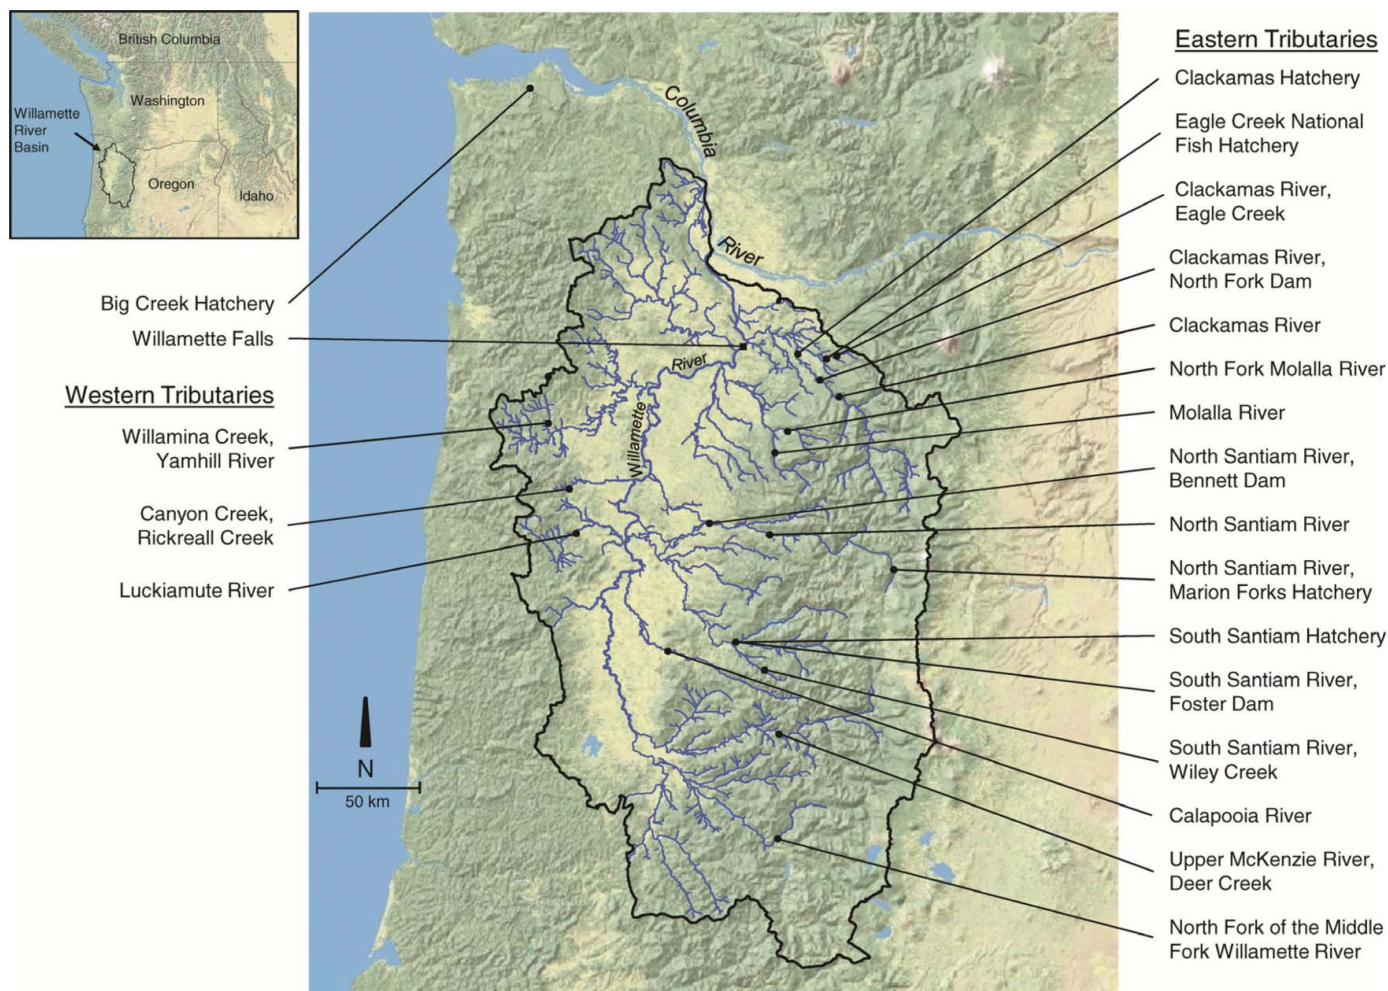 British Columbia
Washington
Willamette
River
Basin
Oregon
Idaho
Columbia
River
Big Creek Hatchery
Willamette Falls
River
Willamette
Western Tributaries
Willamina Creek,
Yamhill River
Canyon Creek,
Rickreall Creek
Luckiamute River
N
50 km
Eastern Tributaries
Clackamas Hatchery
Eagle Creek National
Fish Hatchery
Clackamas River,
Eagle Creek
Clackamas River,
North Fork Dam
Clackamas River
North Fork Molalla River
Molalla River
North Santiam River,
Bennett Dam
North Santiam River
North Santiam River,
Marion Forks Hatchery
South Santiam Hatchery
South Santiam River,
Foster Dam
South Santiam River,
Wiley Creek
Calapooia River
Upper McKenzie River,
Deer Creek
North Fork of the Middle
Fork Willamette River